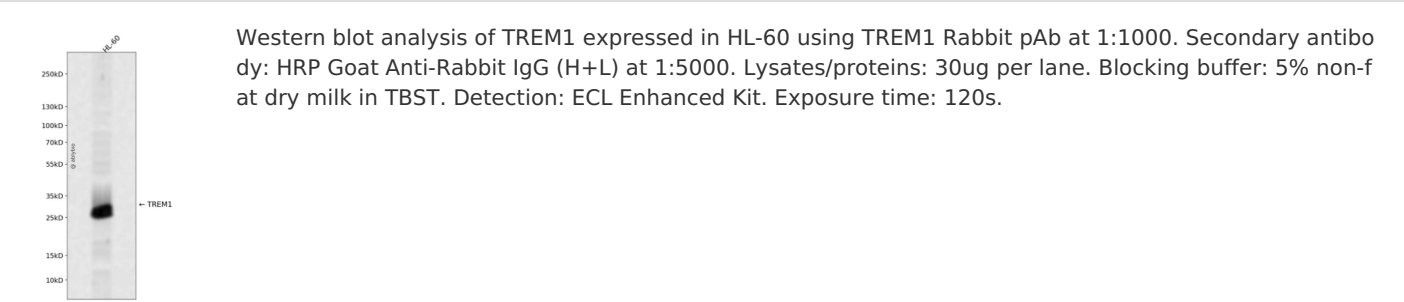 HL-60
250kD
130kD
100kD
70kD
55kD
35kD
25kD
15kD
10kD
@ abybio
← TREM1
Western blot analysis of TREM1 expressed in HL-60 using TREM1 Rabbit pAb at 1:1000. Secondary antibo
dy: HRP Goat Anti-Rabbit IgG (H+L) at 1:5000. Lysates/proteins: 30ug per lane. Blocking buffer: 5% non-f
at dry milk in TBST. Detection: ECL Enhanced Kit. Exposure time: 120s.